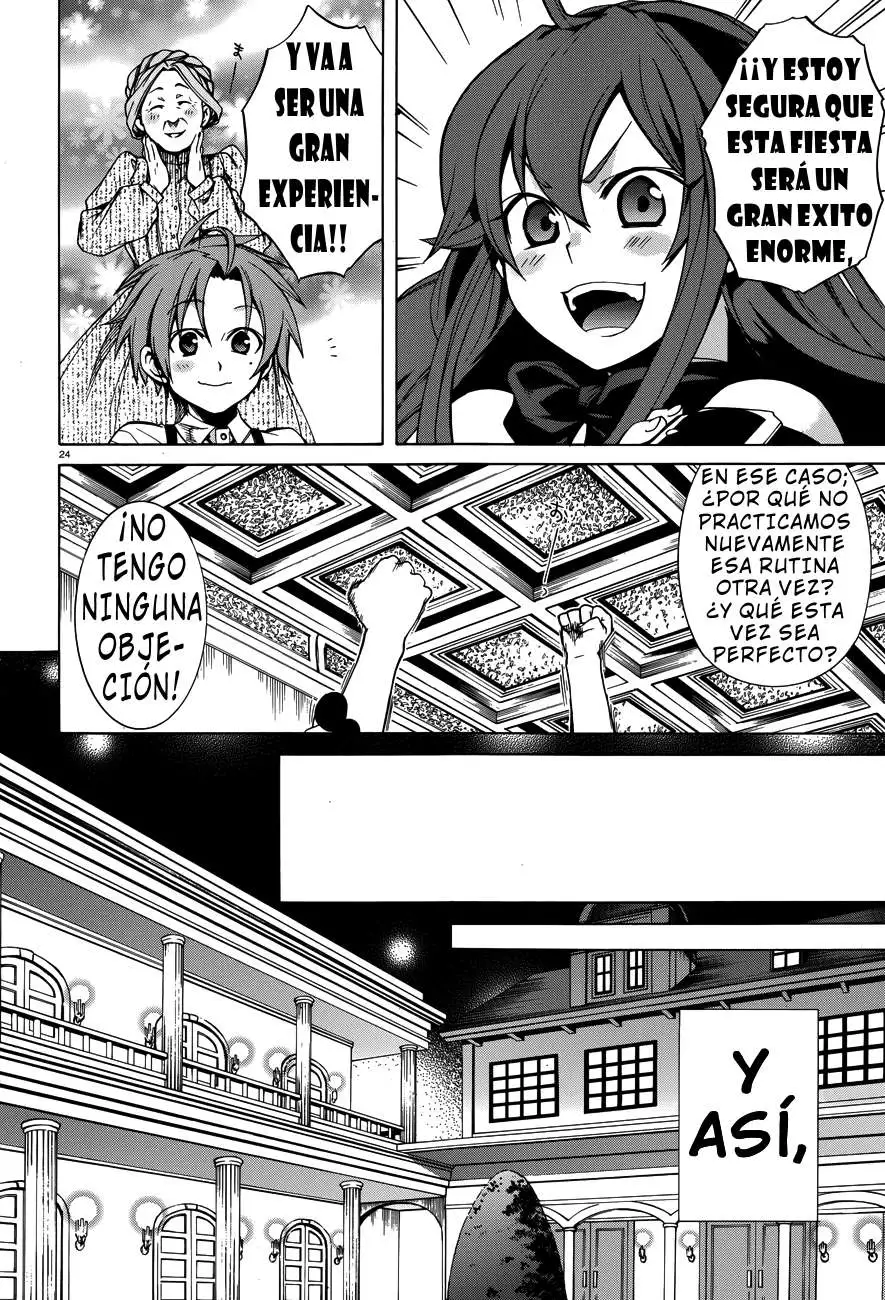 ¡¡Y ESTOY
SEGURA QUE
ESTA FIESTA
SERÁ UN
GRAN EXITO
ENORME,
Y VA A
SER UNA
GRAN
EXPERIEN-
CIA!!
まぁ
24
EN ESE CASO;
¿POR QUÉ NO
PRACTICAMOS
NUEVAMENTE
ESA RUTINA
OTRA VEZ?
¿Y QUÉ ESTA
VEZ SEA
PERFECTO?
¡NO
TENGO
NINGUNA
OBJE-
CIÓN!
Y
ASÍ,